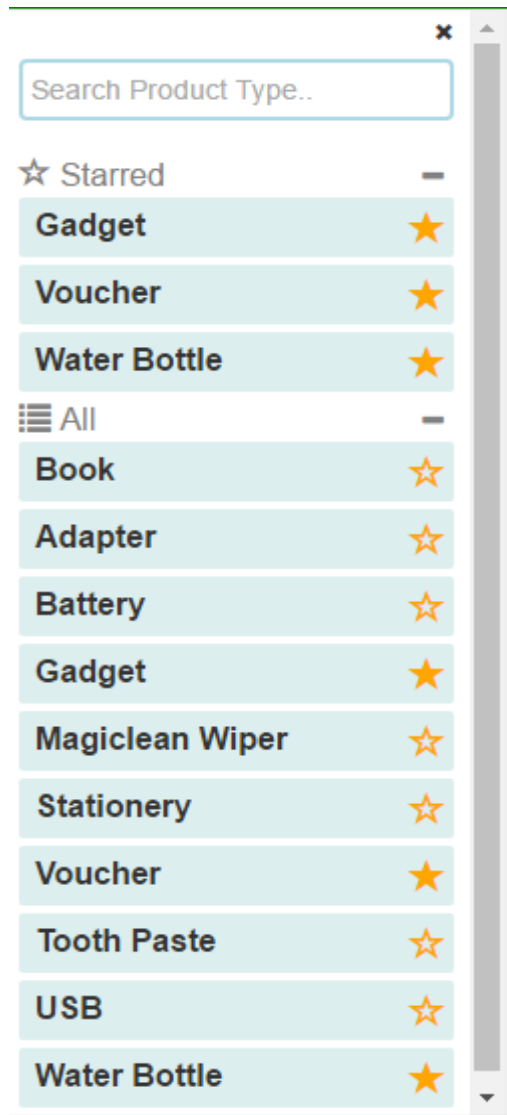 Search Product Type..
Starred
Gadget
Voucher
Water Bottle
All
Book
Adapter
Battery
Gadget
Magiclean Wiper
Stationery
Voucher
Tooth Paste
USB
Water Bottle